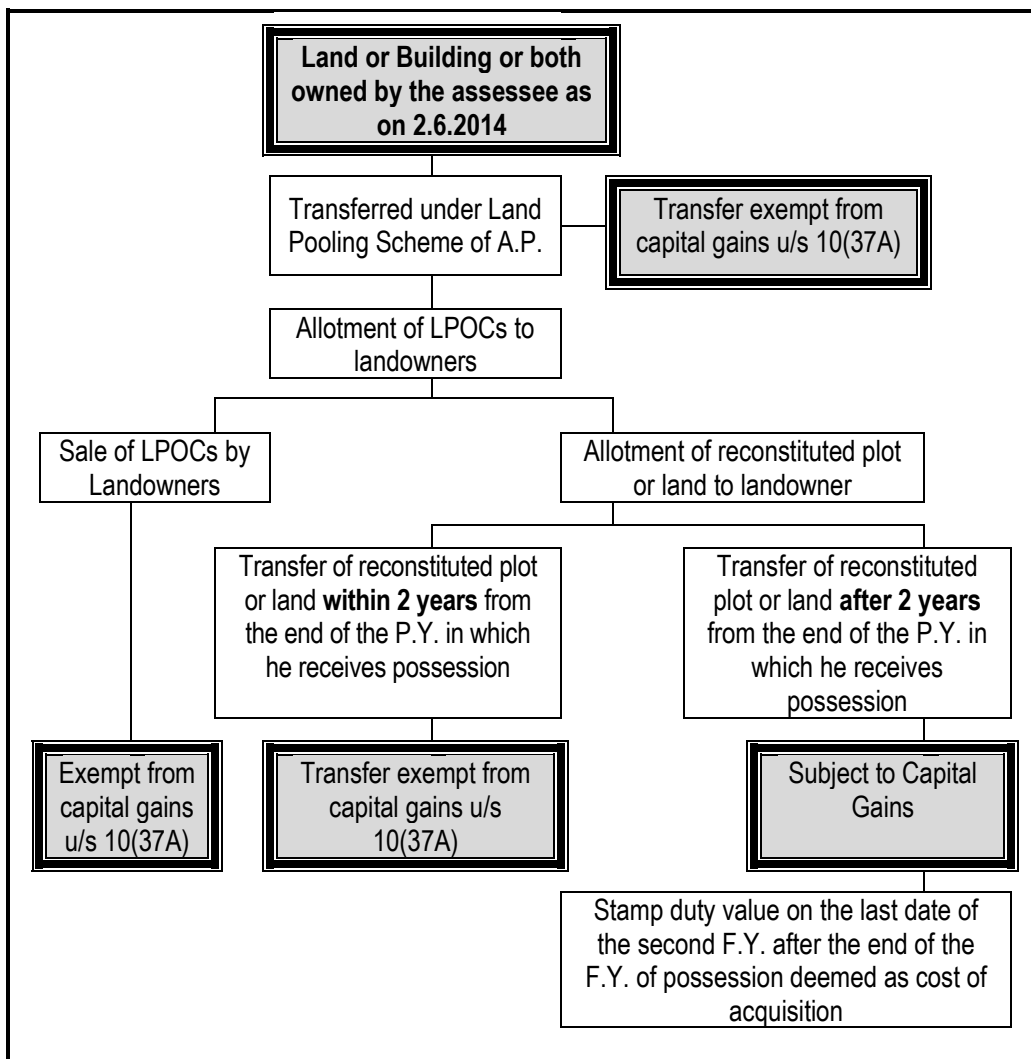 Land or Building or both
owned by the assessee as
on 2.6.2014
Transferred under Land
Pooling Scheme of A.P.
Transfer exempt from
capital gains u/s 10(37A)
Allotment of LPOCs to
landowners
Sale of LPOCs by
Landowners
Allotment of reconstituted plot
or land to landowner
Transfer of reconstituted plot
or land within 2 years from
the end of the P.Y. in which
he receives possession
Transfer of reconstituted
plot or land after 2 years
from the end of the P.Y. in
which he receives
possession
Exempt from
capital gains
u/s 10(37A)
Transfer exempt from
capital gains u/s
10(37A)
Subject to Capital
Gains
Stamp duty value on the last date of
the second F.Y. after the end of the
F.Y. of possession deemed as cost of
acquisition